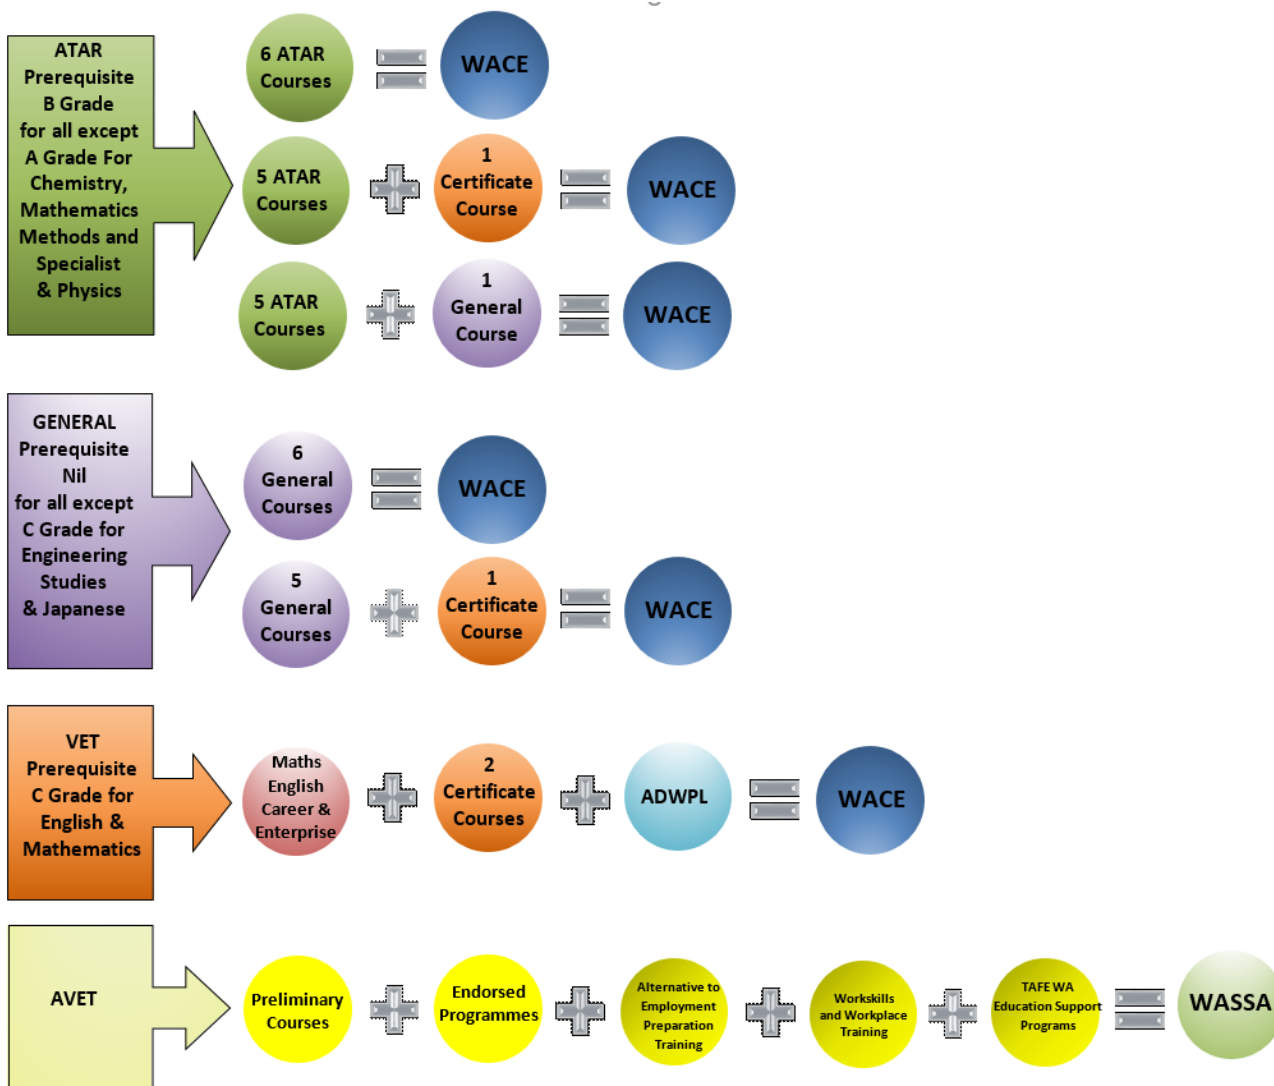 ATAR
Prerequisite
B Grade
for all except
A Grade For
Chemistry,
Mathematics
Methods and
Specialist
& Physics
6 ATAR
Courses
WACE
5 ATAR
Courses
1
Certificate
Course
WACE
5 ATAR
Courses
1
General
Course
WACE
GENERAL
Prerequisite
Nil
for all except
C Grade for
Engineering
Studies
& Japanese
6
General
Courses
WACE
5
General
Courses
1
Certificate
Course
WACE
VET
Prerequisite
C Grade for
English &
Mathematics
Maths
English
Career &
Enterprise
2
Certificate
Courses
ADWPL
WACE
AVET
Preliminary
Courses
Endorsed
Programmes
Alternative to
Employment
Preparation
Training
Workskills
and Workplace
Training
TAFE WA
Education Support
Programs
WASSA